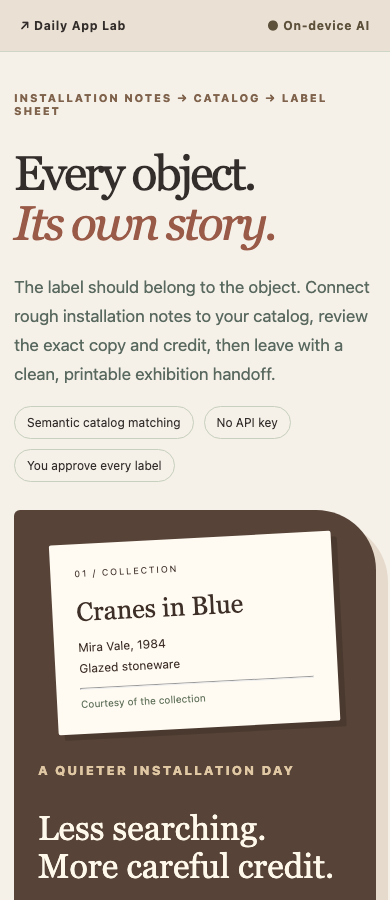 ↗ Daily App Lab
On-device AI
INSTALLATION NOTES → CATALOG → LABEL
SHEET
Every object.
Its own story.
The label should belong to the object. Connect
rough installation notes to your catalog, review
the exact copy and credit, then leave with a
clean, printable exhibition handoff.
Semantic catalog matching
No API key
You approve every label
01 / COLLECTION
Cranes in Blue
Mira Vale, 1984
Glazed stoneware
Courtesy of the collection
A QUIETER INSTALLATION DAY
Less searching.
More careful credit.